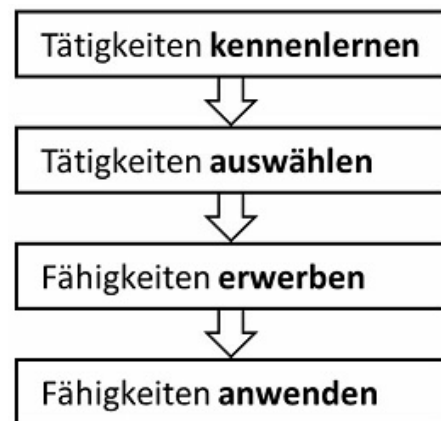 Tätigkeiten kennenlernen
Tätigkeiten auswählen
Fähigkeiten erwerben
Fähigkeiten anwenden